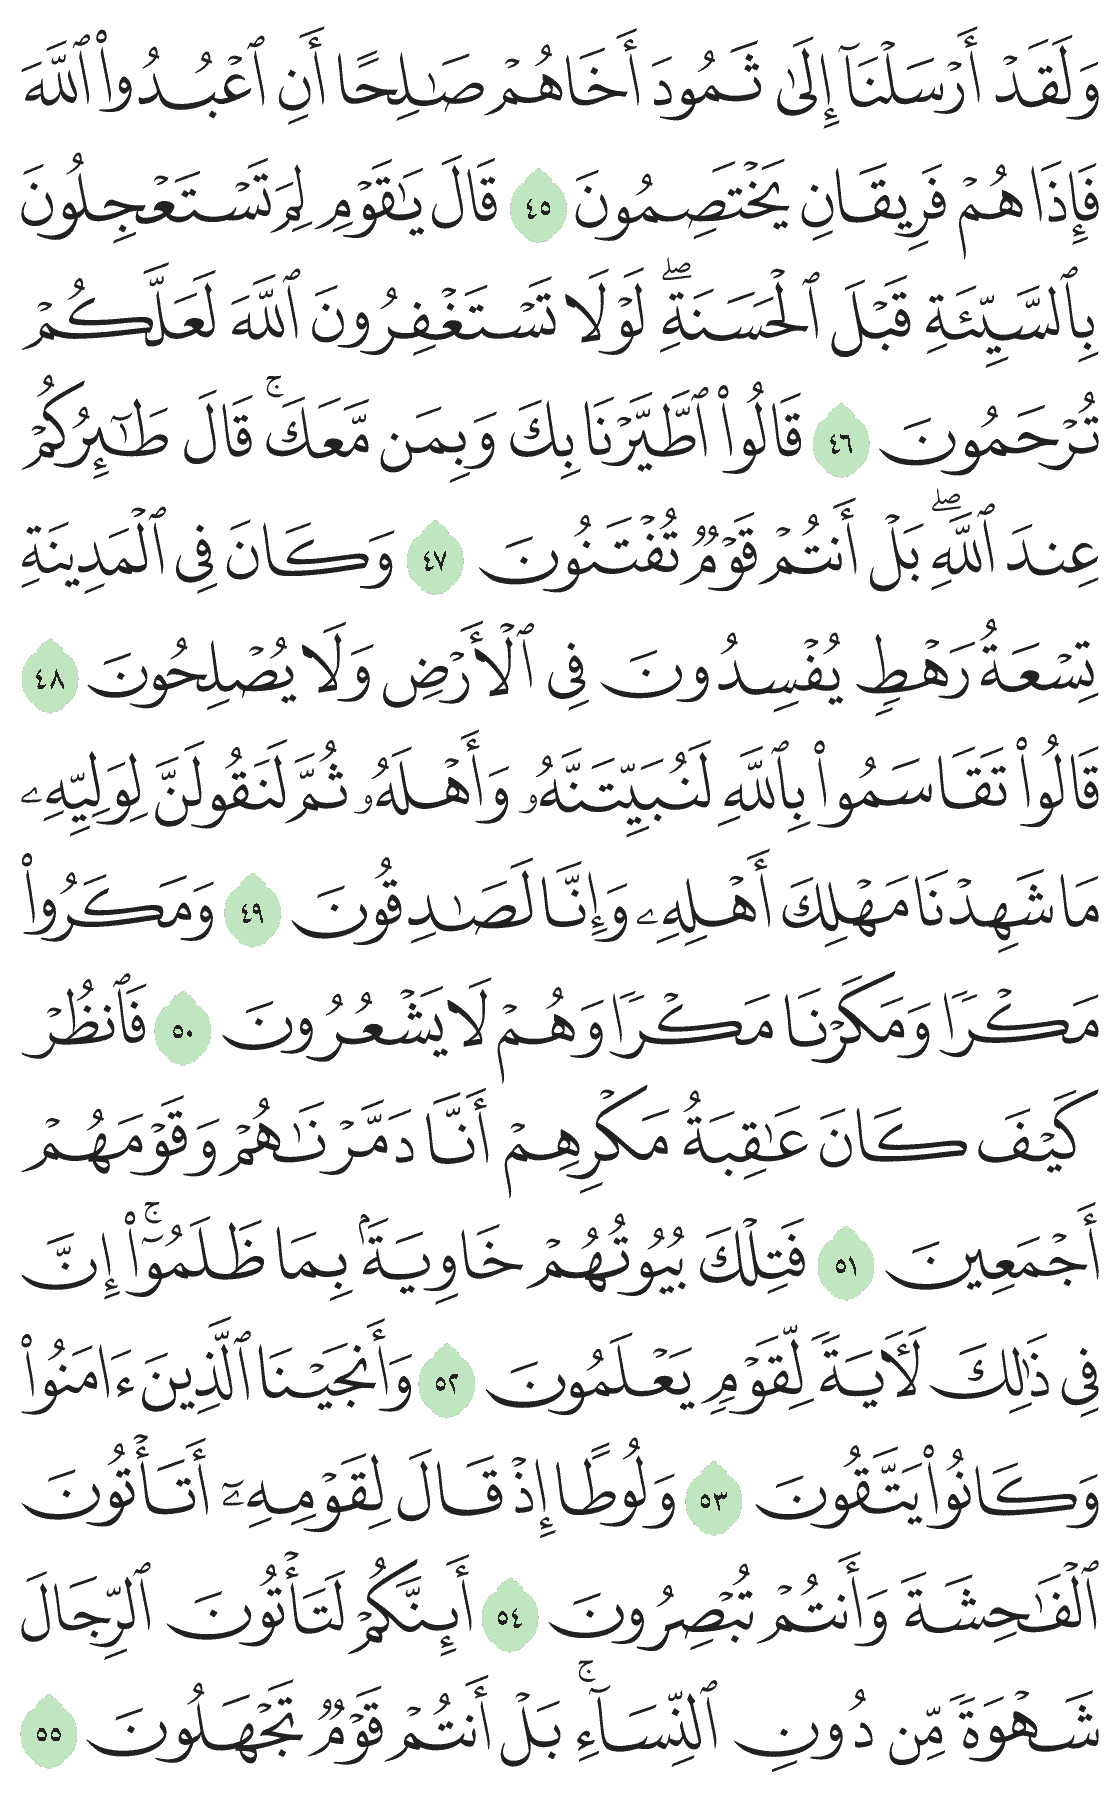 وَلَقَدۡ أَرۡسَلۡنَآ إِلَىٰ ثَمُودَ أَخَاهُمۡ صَٰلِحًا أَنِ ٱعۡبُدُواْ ٱللَّهَ
فَإِذَا هُمۡ فَرِيقَانِ يَخۡتَصِمُونَ ٤٥ قَالَ يَٰقَوۡمِ لِمَ تَسۡتَعۡجِلُونَ
بِٱلسَّيِّئَةِ قَبۡلَ ٱلۡحَسَنَةِۖ لَوۡلَا تَسۡتَغۡفِرُونَ ٱللَّهَ لَعَلَّكُمۡ
تُرۡحَمُونَ ٤٦ قَالُواْ ٱطَّيَّرۡنَا بِكَ وَبِمَن مَّعَكَۚ قَالَ طَٰٓئِرُكُمۡ
عِندَ ٱللَّهِۖ بَلۡ أَنتُمۡ قَوۡمٞ تُفۡتَنُونَ ٤٧ وَكَانَ فِي ٱلۡمَدِينَةِ
تِسۡعَةُ رَهۡطٖ يُفۡسِدُونَ فِي ٱلۡأَرۡضِ وَلَا يُصۡلِحُونَ ٤٨
قَالُواْ تَقَاسَمُواْ بِٱللَّهِ لَنُبَيِّتَنَّهُۥ وَأَهۡلَهُۥ ثُمَّ لَنَقُولَنَّ لِوَلِيِّهِۦ
مَا شَهِدۡنَا مَهۡلِكَ أَهۡلِهِۦ وَإِنَّا لَصَٰدِقُونَ ٤٩ وَمَكَرُواْ
مَكۡرٗا وَمَكَرۡنَا مَكۡرٗا وَهُمۡ لَا يَشۡعُرُونَ ٥٠ فَٱنظُرۡ
كَيۡفَ كَانَ عَٰقِبَةُ مَكۡرِهِمۡ أَنَّا دَمَّرۡنَٰهُمۡ وَقَوۡمَهُمۡ
أَجۡمَعِينَ ٥١ فَتِلۡكَ بُيُوتُهُمۡ خَاوِيَةَۢ بِمَا ظَلَمُوٓاْۚ إِنَّ
فِي ذَٰلِكَ لَأٓيَةٗ لِّقَوۡمٖ يَعۡلَمُونَ ٥٢ وَأَنجَيۡنَا ٱلَّذِينَ ءَامَنُواْ
وَكَانُواْ يَتَّقُونَ ٥٣ وَلُوطًا إِذۡ قَالَ لِقَوۡمِهِۦٓ أَتَأۡتُونَ
ٱلۡفَٰحِشَةَ وَأَنتُمۡ تُبۡصِرُونَ ٥٤ أَئِنَّكُمۡ لَتَأۡتُونَ ٱلرِّجَالَ
شَهۡوَةٗ مِّن دُونِ ٱلنِّسَآءِۚ بَلۡ أَنتُمۡ قَوۡمٞ تَجۡهَلُونَ ٥٥